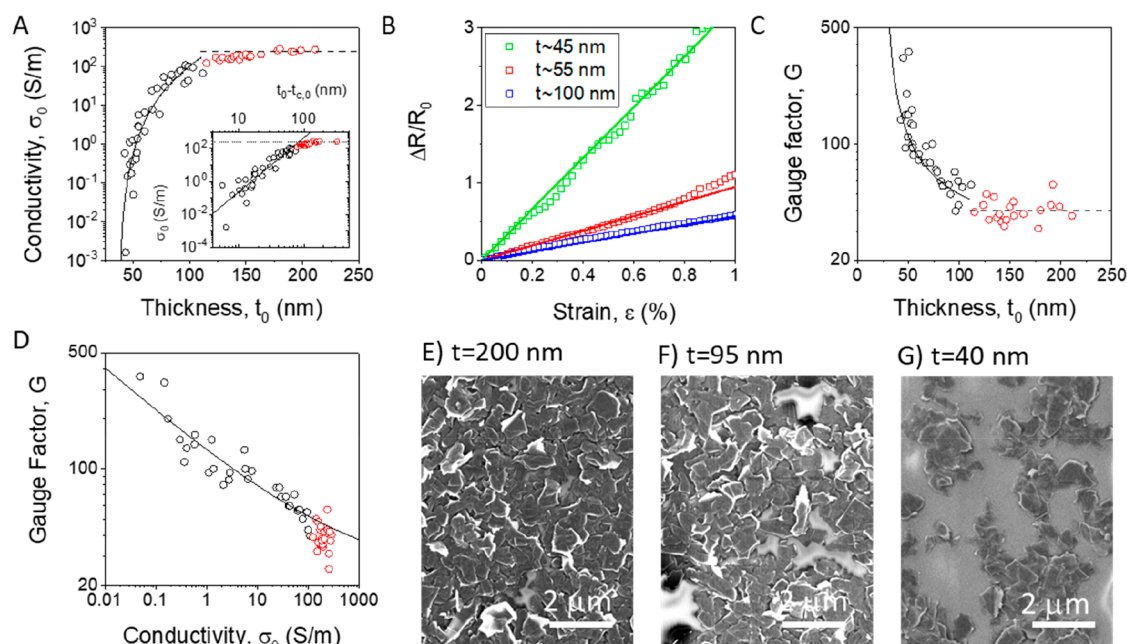 A
Conductivity, σ₀ (S/m)
10³
10²
10¹
10⁰
10⁻¹
10⁻²
10⁻³
50 100 150 200 250
Thickness, t₀ (nm)
t₀-t_c,0 (nm)
10 100
σ₀ (S/m)
10²
10⁰
10⁻²
10⁻⁴
B
ΔR/R₀
3
2
1
0
t~45 nm
t~55 nm
t~100 nm
0.0 0.2 0.4 0.6 0.8 1
Strain, ε (%)
C
Gauge factor, G
500
100
20
0 50 100 150 200 250
Thickness, t₀ (nm)
D
Gauge Factor, G
500
100
20
0.01 0.1 1 10 100 1000
Conductivity, σ₀ (S/m)
E) t=200 nm
2 μm
F) t=95 nm
2 μm
G) t=40 nm
2 μm